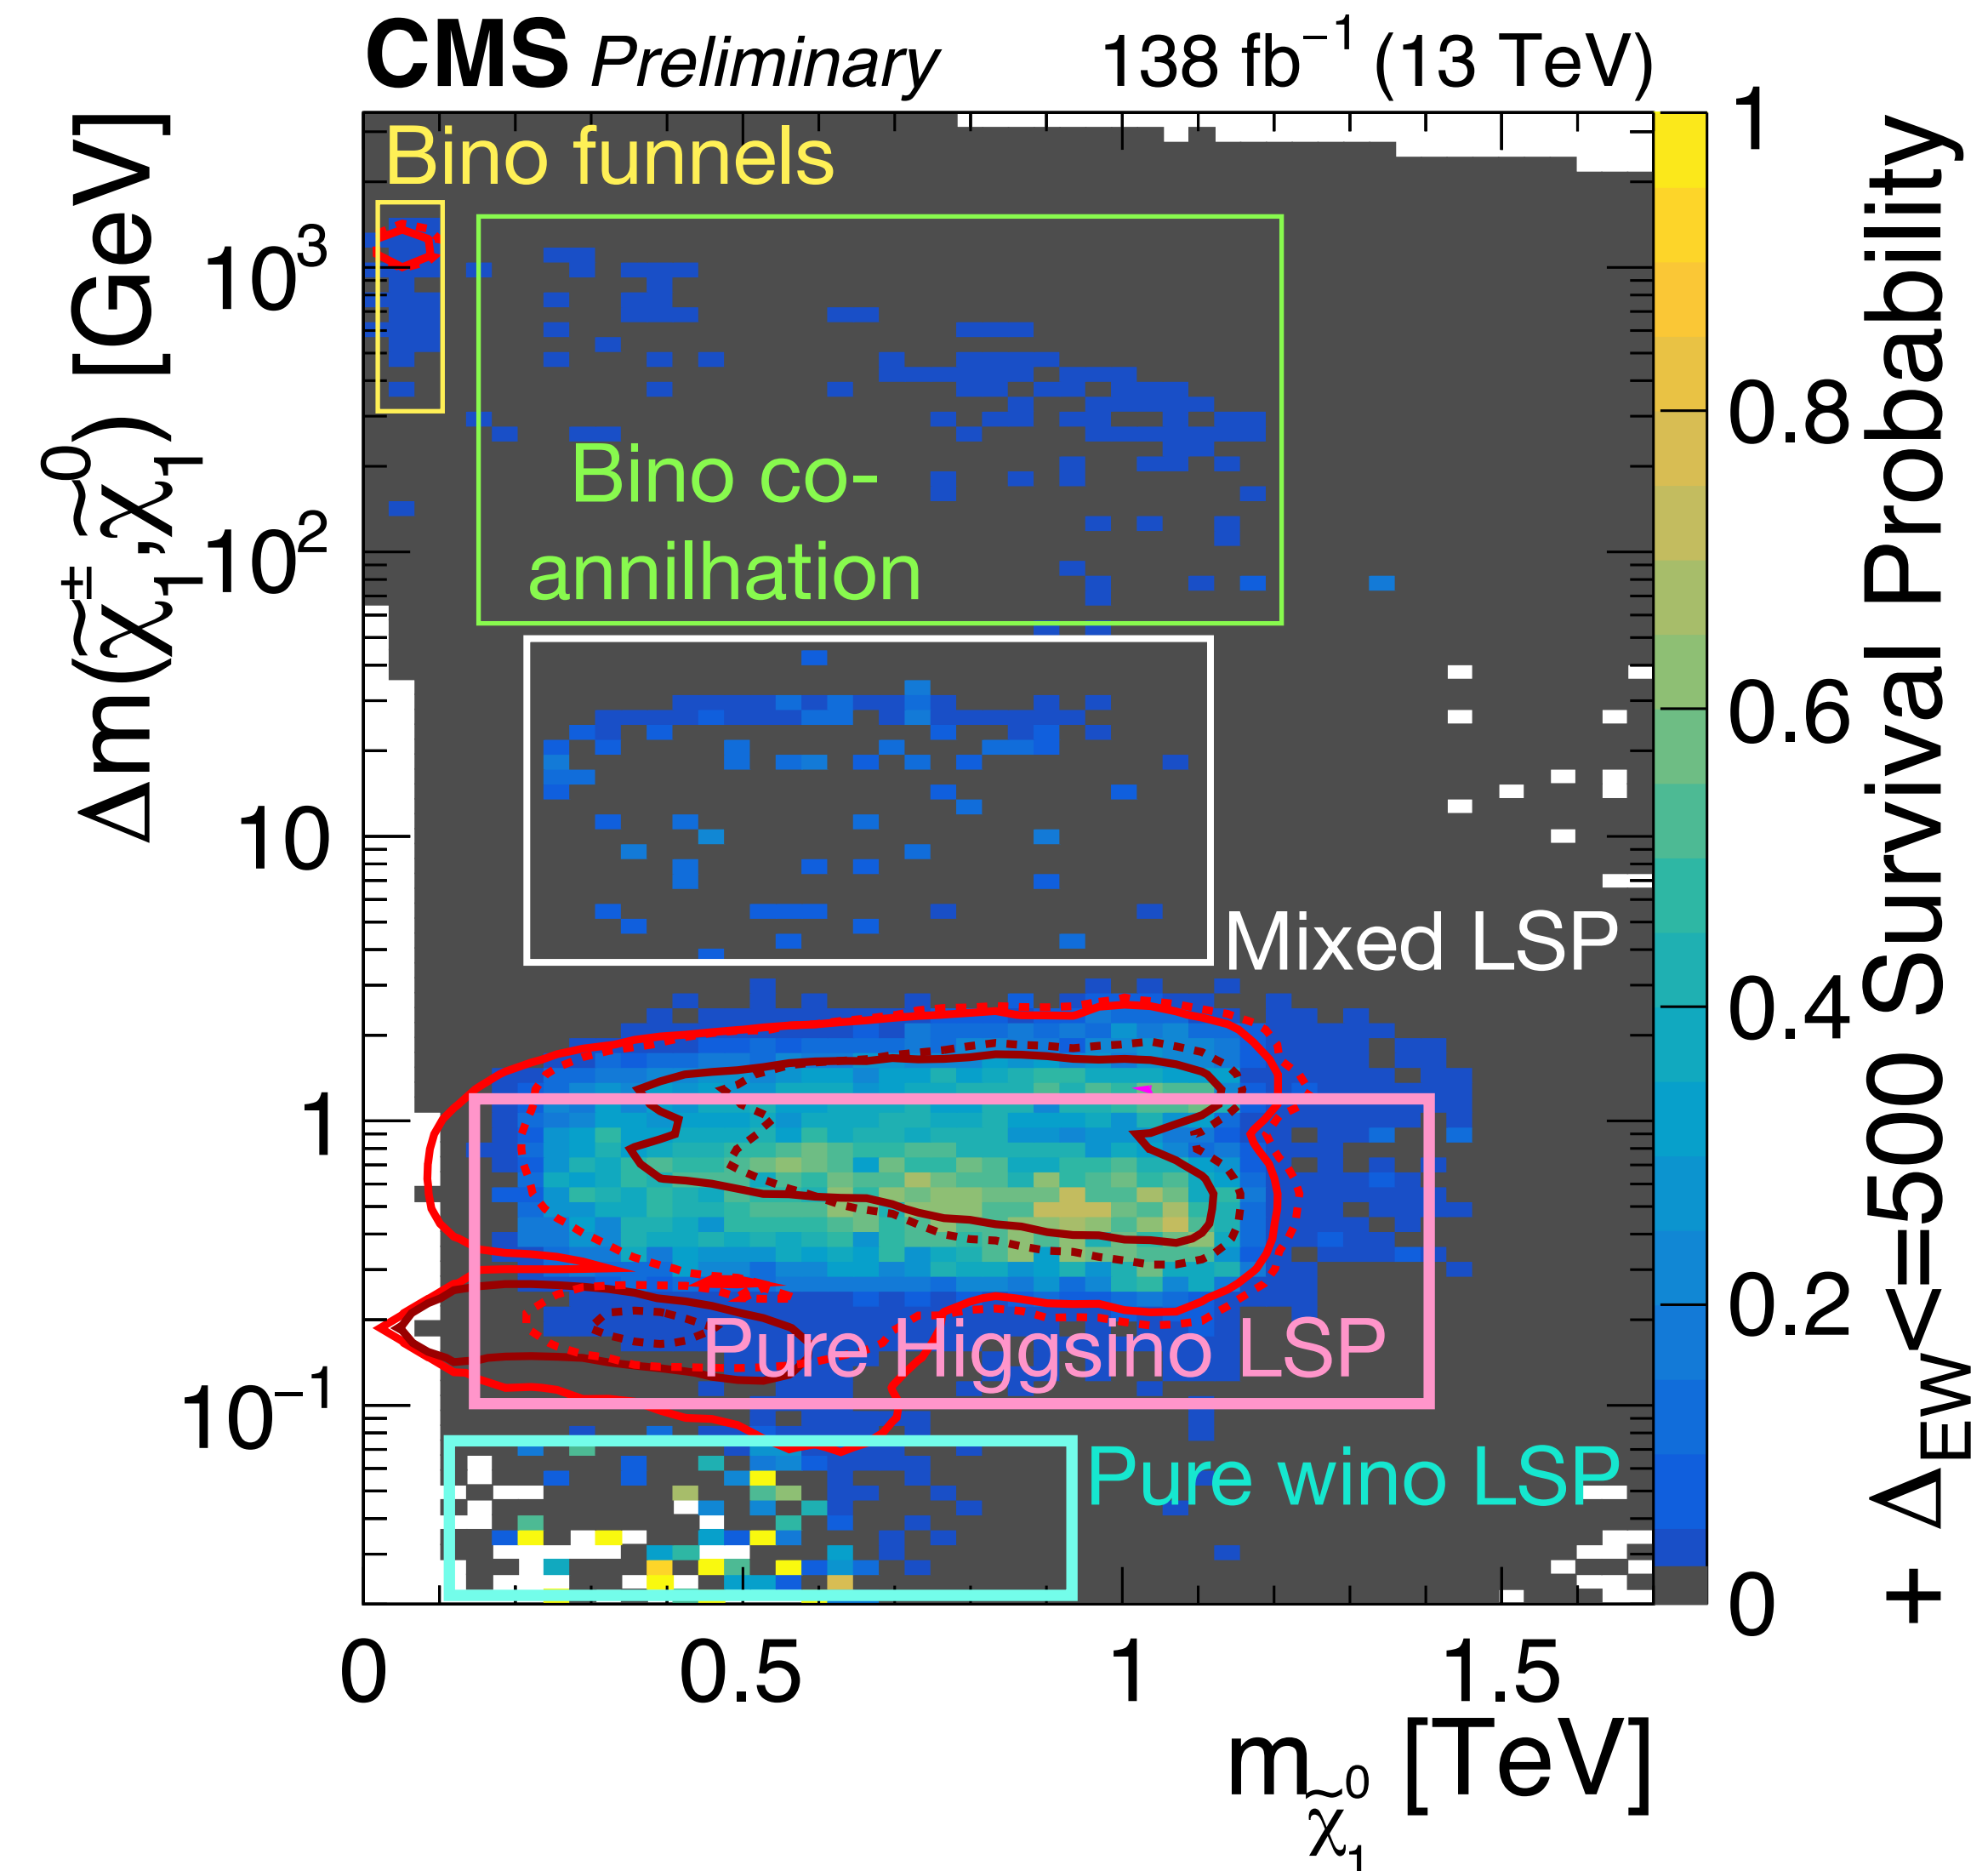 CMS Preliminary 138 fb⁻¹ (13 TeV)
Δm(χ̃₁±,χ̃₁⁰) [GeV]
10³
10²
10
1
10⁻¹
Bino funnels
Bino co-
annilhation
Mixed LSP
Pure Higgsino LSP
Pure wino LSP
0 0.5 1 1.5
m_χ̃₁⁰ [TeV]
1
0.8
0.6
0.4
0.2
0
+ Δ_EW<=500 Survival Probability